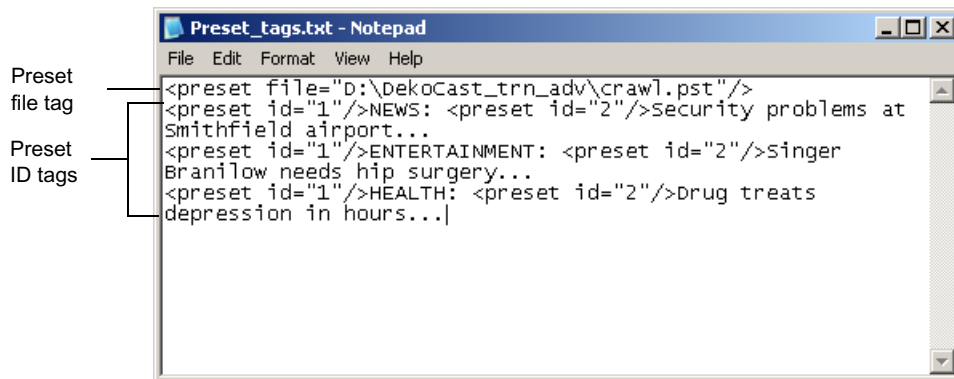 Preset_tags.txt - Notepad
File Edit Format View Help
Preset
file tag
<preset file="D:\DekoCast_trn_adv\crawl.pst"/>
Preset
ID tags
<preset id="1"/>NEWS: <preset id="2"/>Security problems at
Smithfield airport...
<preset id="1"/>ENTERTAINMENT: <preset id="2"/>Singer
Branilow needs hip surgery...
<preset id="1"/>HEALTH: <preset id="2"/>Drug treats
depression in hours...